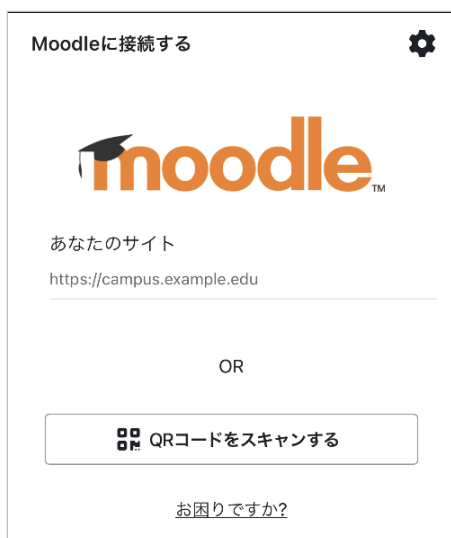 Moodleに接続する
moodle™
あなたのサイト
https://campus.example.edu
OR
QRコードをスキャンする
お困りですか?